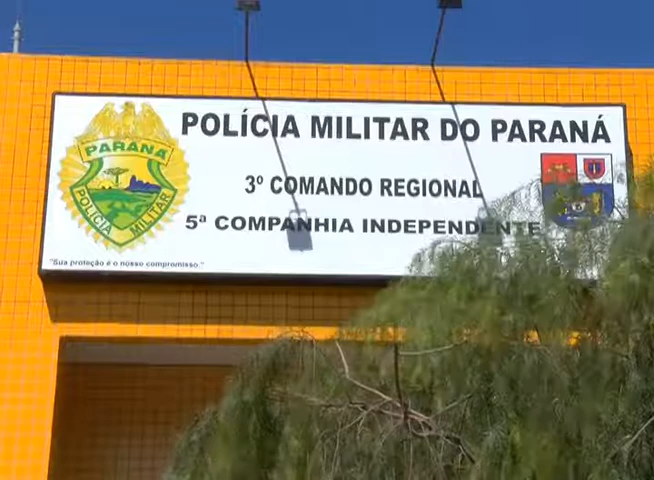 POLÍCIA MILITAR DO PARANÁ
3º COMANDO REGIONAL
5ª COMPANHIA INDEPENDENTE
PARANÁ
POLÍCIA MILITAR
"Sua proteção é o nosso compromisso."